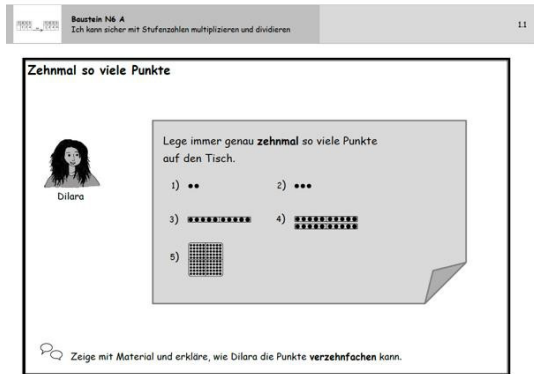 Baustein N6 A
Ich kann sicher mit Stufenzahlen multiplizieren und dividieren
1.1
Zehnmal so viele Punkte
Lege immer genau zehnmal so viele Punkte
auf den Tisch.
1)
2)
Dilara
3)
4)
5)
Zeige mit Material und erkläre, wie Dilara die Punkte verzehnfachen kann.